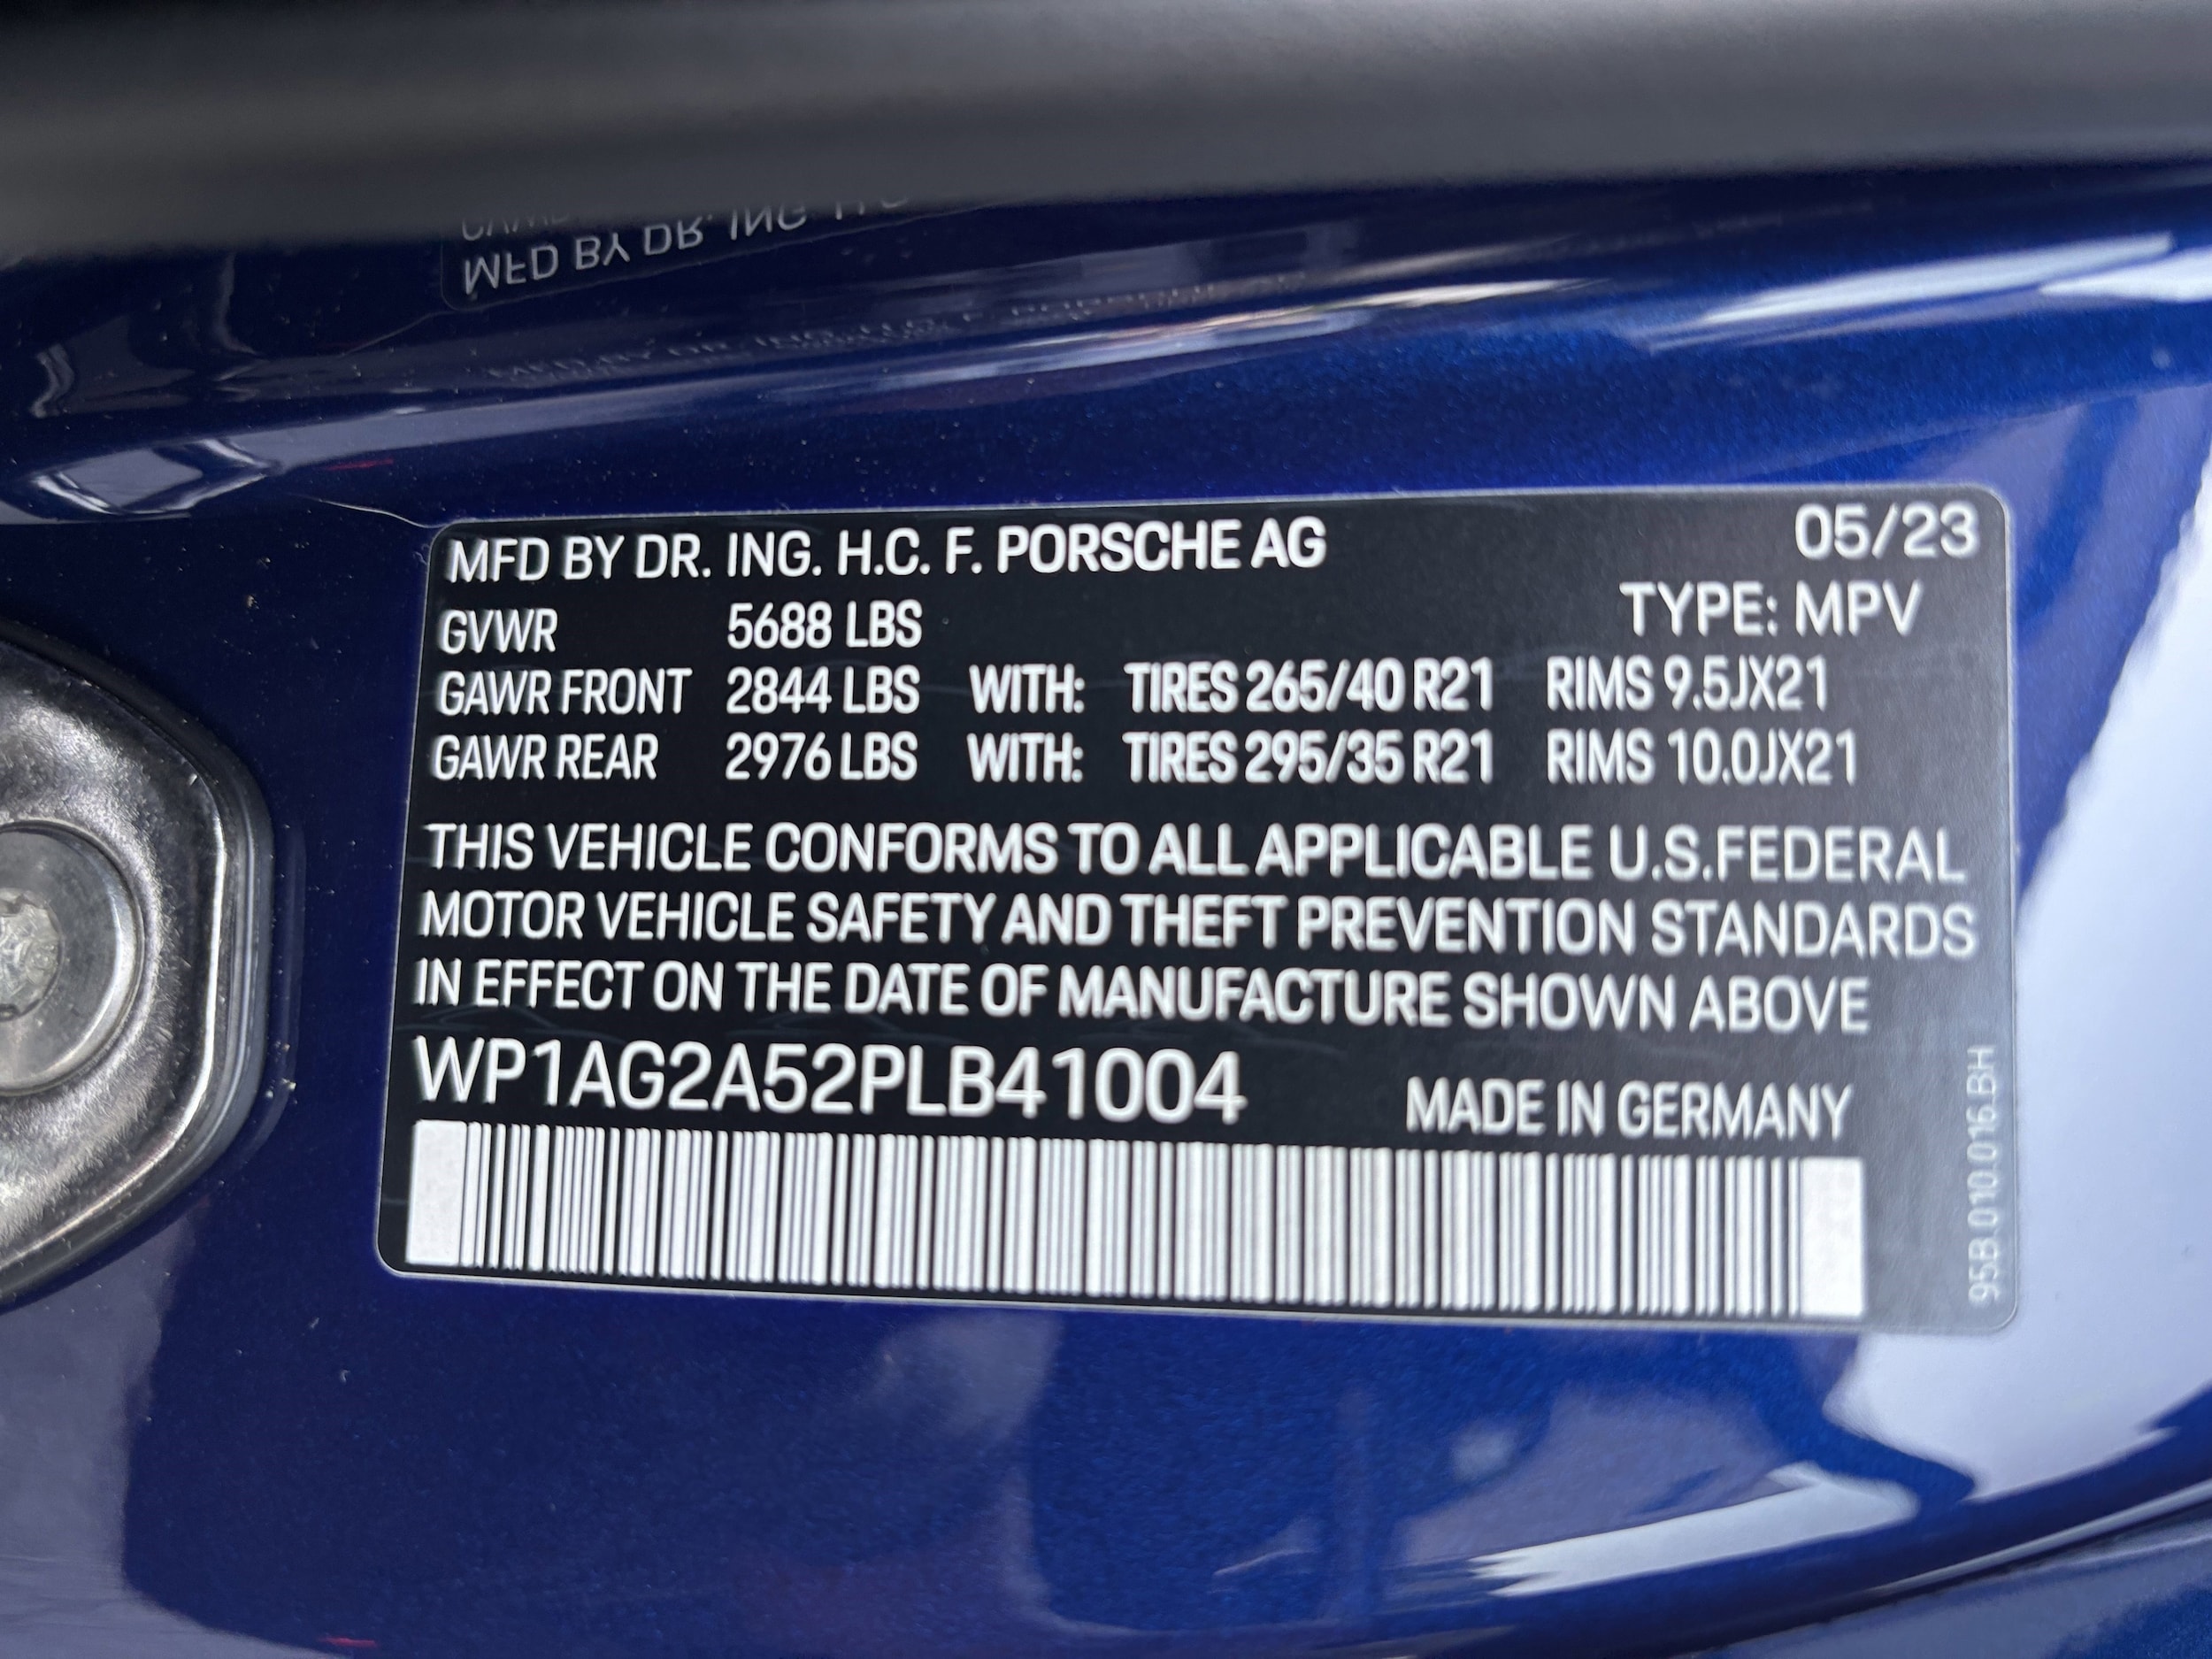 MFD BY DR. ING. H.C. F. PORSCHE AG 05/23
GVWR 5688 LBS TYPE: MPV
GAWR FRONT 2844 LBS WITH: TIRES 265/40 R21 RIMS 9.5JX21
GAWR REAR 2976 LBS WITH: TIRES 295/35 R21 RIMS 10.0JX21
THIS VEHICLE CONFORMS TO ALL APPLICABLE U.S.FEDERAL
MOTOR VEHICLE SAFETY AND THEFT PREVENTION STANDARDS
IN EFFECT ON THE DATE OF MANUFACTURE SHOWN ABOVE
WP1AG2A52PLB41004 MADE IN GERMANY
95B.010.016.BH